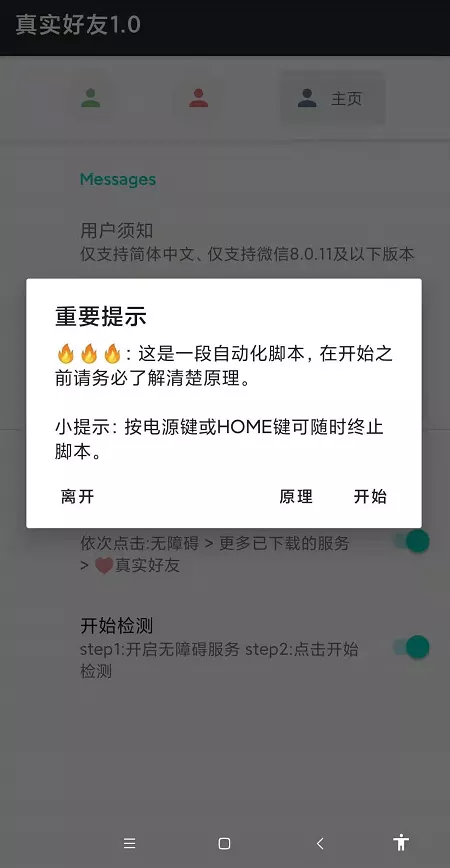 真实好友1.0
主页
Messages
用户须知
仅支持简体中文、仅支持微信8.0.11及以下版本
重要提示
🔥🔥🔥: 这是一段自动化脚本, 在开始之
前请务必了解清楚原理。
小提示: 按电源键或HOME键可随时终止
脚本。
离开
原理
开始
依次点击:无障碍 > 更多已下载的服务
> ❤️真实好友
开始检测
step1:开启无障碍服务 step2:点击开始
检测